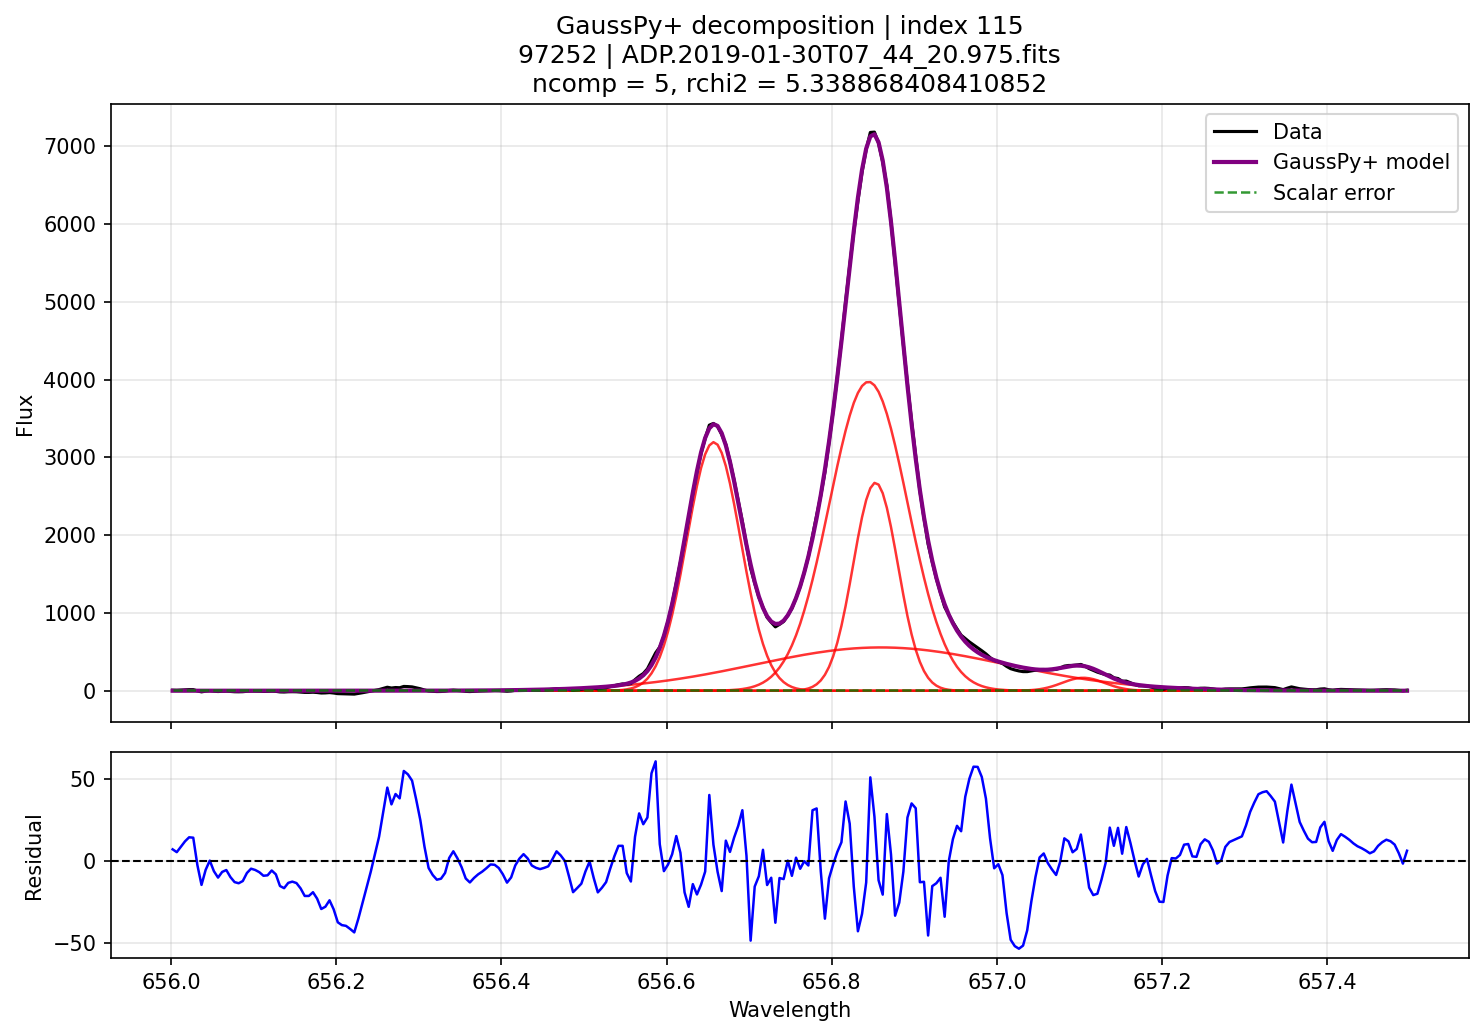 GaussPy+ decomposition | index 115
97252 | ADP.2019-01-30T07_44_20.975.fits
ncomp = 5, rchi2 = 5.338868408410852
Data
GaussPy+ model
Scalar error
Flux
7000
6000
5000
4000
3000
2000
1000
0
Residual
50
0
−50
656.0 656.2 656.4 656.6 656.8 657.0 657.2 657.4
Wavelength